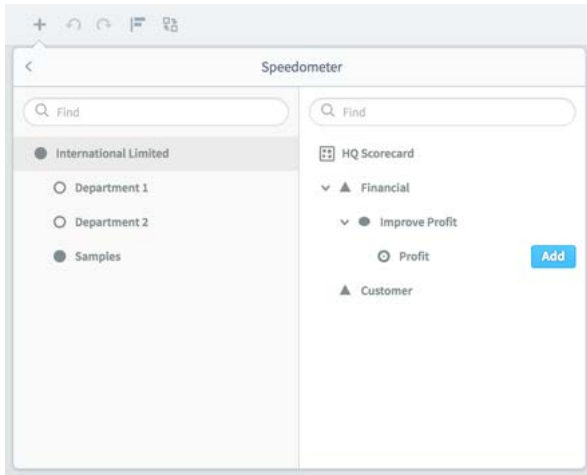 Speedometer
Find
International Limited
Department 1
Department 2
Samples
Find
HQ Scorecard
Financial
Improve Profit
Profit
Add
Customer